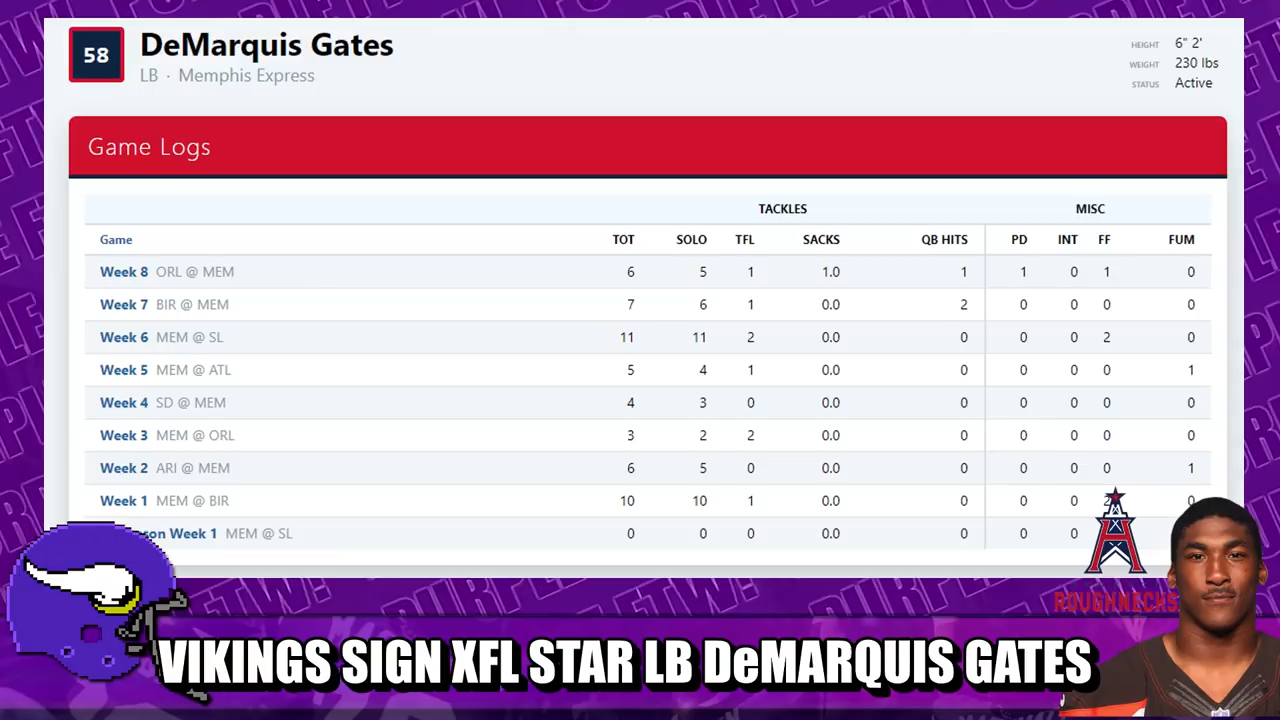 58
DeMarquis Gates
LB · Memphis Express
HEIGHT 6" 2'
WEIGHT 230 lbs
STATUS Active
Game Logs
TACKLES MISC
Game TOT SOLO TFL SACKS QB HITS PD INT FF FUM
Week 8 ORL @ MEM 6 5 1 1.0 1 1 0 1 0
Week 7 BIR @ MEM 7 6 1 0.0 2 0 0 0 0
Week 6 MEM @ SL 11 11 2 0.0 0 0 0 2 0
Week 5 MEM @ ATL 5 4 1 0.0 0 0 0 0 1
Week 4 SD @ MEM 4 3 0 0.0 0 0 0 0 0
Week 3 MEM @ ORL 3 2 2 0.0 0 0 0 0 0
Week 2 ARI @ MEM 6 5 0 0.0 0 0 0 0 1
Week 1 MEM @ BIR 10 10 1 0.0 0 0 0 2 0
son Week 1 MEM @ SL 0 0 0 0.0 0 0 0
ROUGHNECKS
VIKINGS SIGN XFL STAR LB DeMARQUIS GATES